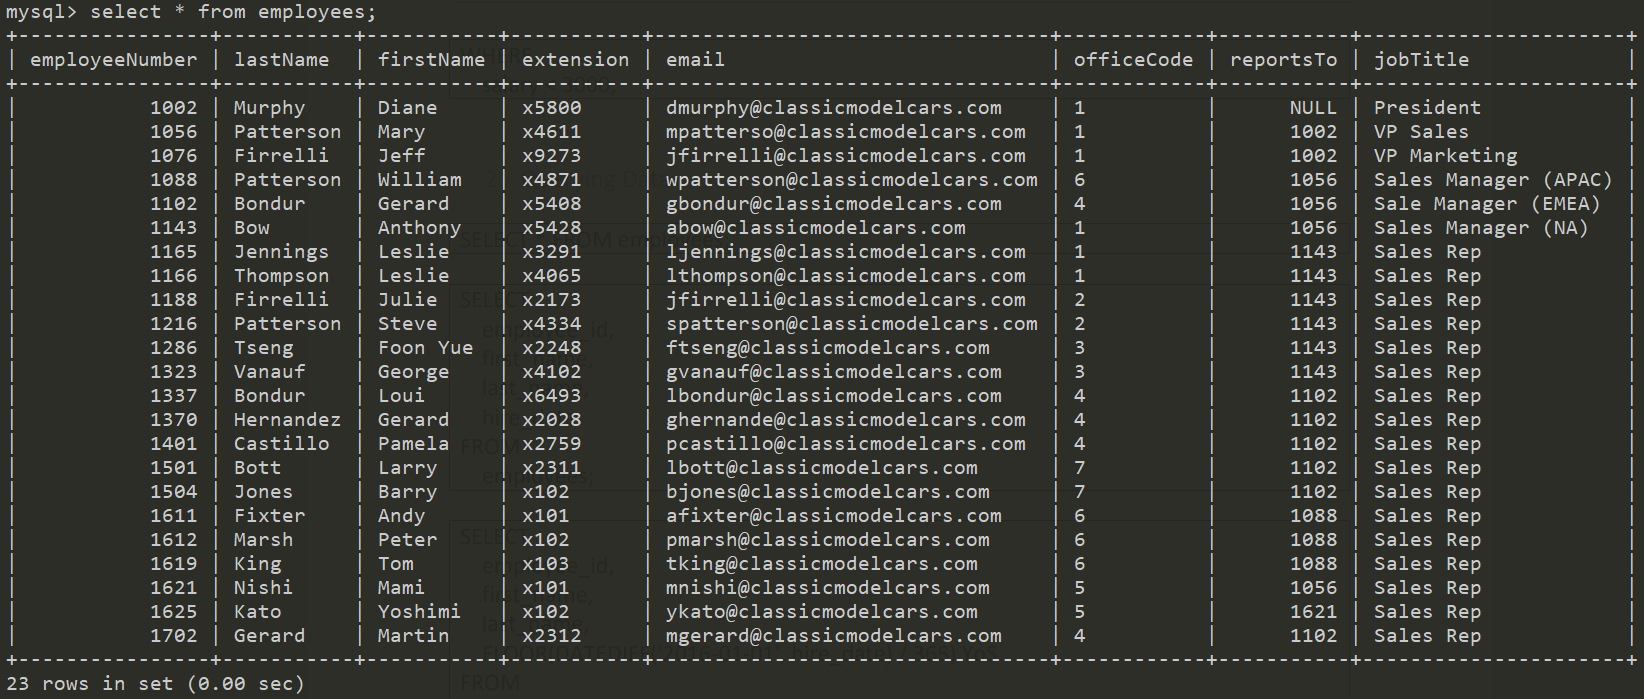 mysql> select * from employees;
+----------------+-----------+-----------+-----------+---------------------------------+------------+-----------+----------------------+
| employeeNumber | lastName  | firstName | extension | email                           | officeCode | reportsTo | jobTitle             |
+----------------+-----------+-----------+-----------+---------------------------------+------------+-----------+----------------------+
|           1002 | Murphy    | Diane     | x5800     | dmurphy@classicmodelcars.com    | 1          |      NULL | President            |
|           1056 | Patterson | Mary      | x4611     | mpatterso@classicmodelcars.com  | 1          |      1002 | VP Sales             |
|           1076 | Firrelli  | Jeff      | x9273     | jfirrelli@classicmodelcars.com  | 1          |      1002 | VP Marketing         |
|           1088 | Patterson | William   | x4871     | wpatterson@classicmodelcars.com | 6          |      1056 | Sales Manager (APAC) |
|           1102 | Bondur    | Gerard    | x5408     | gbondur@classicmodelcars.com    | 4          |      1056 | Sale Manager (EMEA)  |
|           1143 | Bow       | Anthony   | x5428     | abow@classicmodelcars.com       | 1          |      1056 | Sales Manager (NA)   |
|           1165 | Jennings  | Leslie    | x3291     | ljennings@classicmodelcars.com  | 1          |      1143 | Sales Rep            |
|           1166 | Thompson  | Leslie    | x4065     | lthompson@classicmodelcars.com  | 1          |      1143 | Sales Rep            |
|           1188 | Firrelli  | Julie     | x2173     | jfirrelli@classicmodelcars.com  | 2          |      1143 | Sales Rep            |
|           1216 | Patterson | Steve     | x4334     | spatterson@classicmodelcars.com | 2          |      1143 | Sales Rep            |
|           1286 | Tseng     | Foon Yue  | x2248     | ftseng@classicmodelcars.com     | 3          |      1143 | Sales Rep            |
|           1323 | Vanauf    | George    | x4102     | gvanauf@classicmodelcars.com    | 3          |      1143 | Sales Rep            |
|           1337 | Bondur    | Loui      | x6493     | lbondur@classicmodelcars.com    | 4          |      1102 | Sales Rep            |
|           1370 | Hernandez | Gerard    | x2028     | ghernande@classicmodelcars.com  | 4          |      1102 | Sales Rep            |
|           1401 | Castillo  | Pamela    | x2759     | pcastillo@classicmodelcars.com  | 4          |      1102 | Sales Rep            |
|           1501 | Bott      | Larry     | x2311     | lbott@classicmodelcars.com      | 7          |      1102 | Sales Rep            |
|           1504 | Jones     | Barry     | x102      | bjones@classicmodelcars.com     | 7          |      1102 | Sales Rep            |
|           1611 | Fixter    | Andy      | x101      | afixter@classicmodelcars.com    | 6          |      1088 | Sales Rep            |
|           1612 | Marsh     | Peter     | x102      | pmarsh@classicmodelcars.com     | 6          |      1088 | Sales Rep            |
|           1619 | King      | Tom       | x103      | tking@classicmodelcars.com      | 6          |      1088 | Sales Rep            |
|           1621 | Nishi     | Mami      | x101      | mnishi@classicmodelcars.com     | 5          |      1056 | Sales Rep            |
|           1625 | Kato      | Yoshimi   | x102      | ykato@classicmodelcars.com      | 5          |      1621 | Sales Rep            |
|           1702 | Gerard    | Martin    | x2312     | mgerard@classicmodelcars.com    | 4          |      1102 | Sales Rep            |
+----------------+-----------+-----------+-----------+---------------------------------+------------+-----------+----------------------+
23 rows in set (0.00 sec)